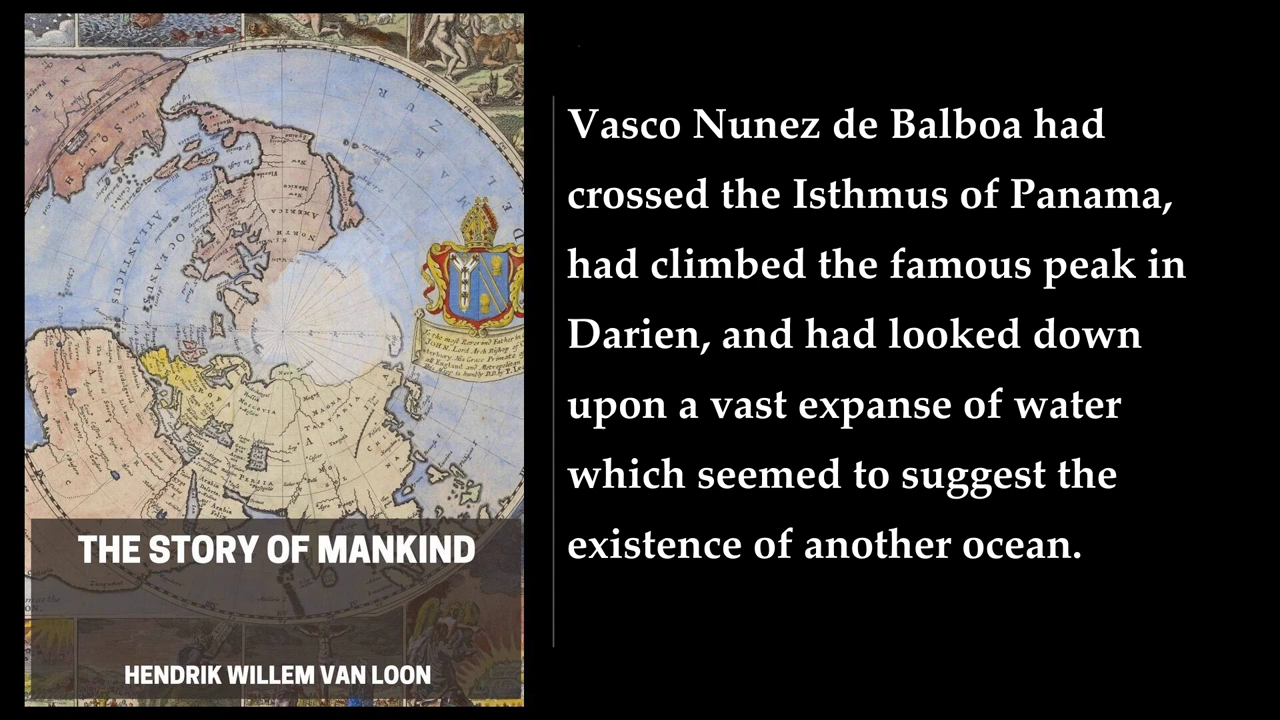 THE STORY OF MANKIND
HENDRIK WILLEM VAN LOON
Vasco Nunez de Balboa had
crossed the Isthmus of Panama,
had climbed the famous peak in
Darien, and had looked down
upon a vast expanse of water
which seemed to suggest the
existence of another ocean.